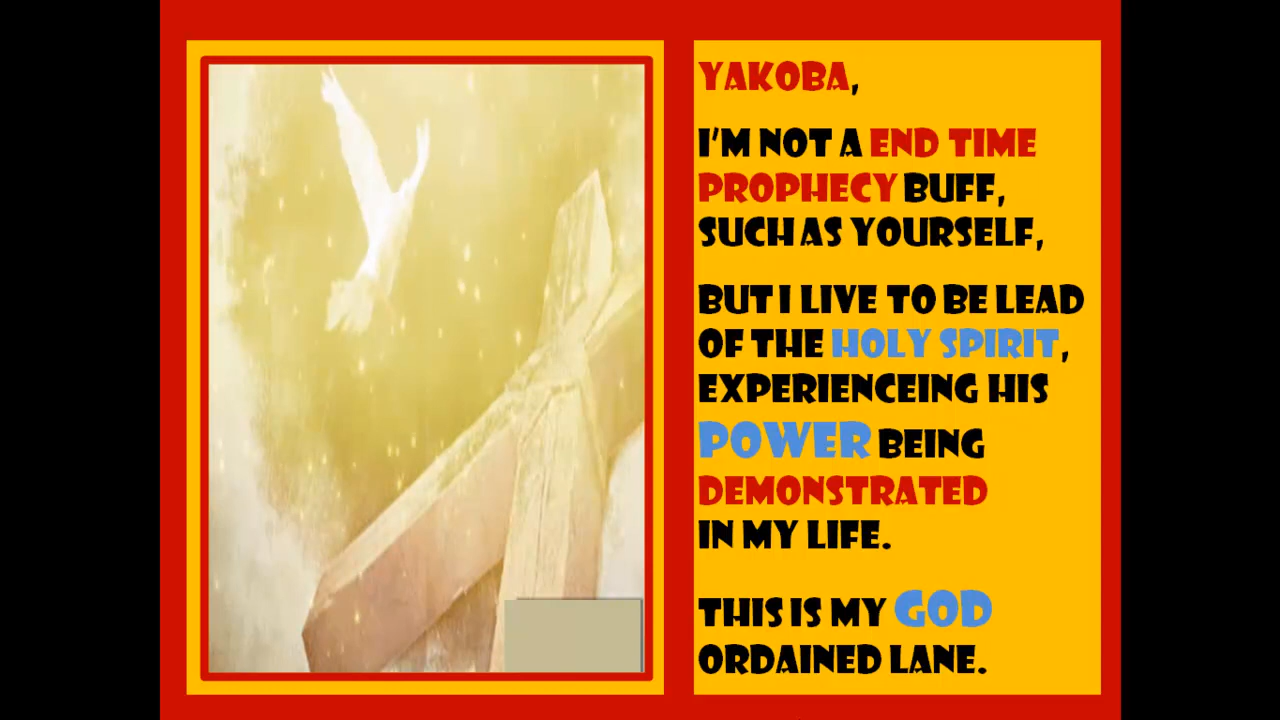 YAKOBA,
I'M NOT A END TIME
PROPHECY BUFF,
SUCH AS YOURSELF,
BUT I LIVE TO BE LEAD
OF THE HOLY SPIRIT,
EXPERIENCEING HIS
POWER BEING
DEMONSTRATED
IN MY LIFE.
THIS IS MY GOD
ORDAINED LANE.